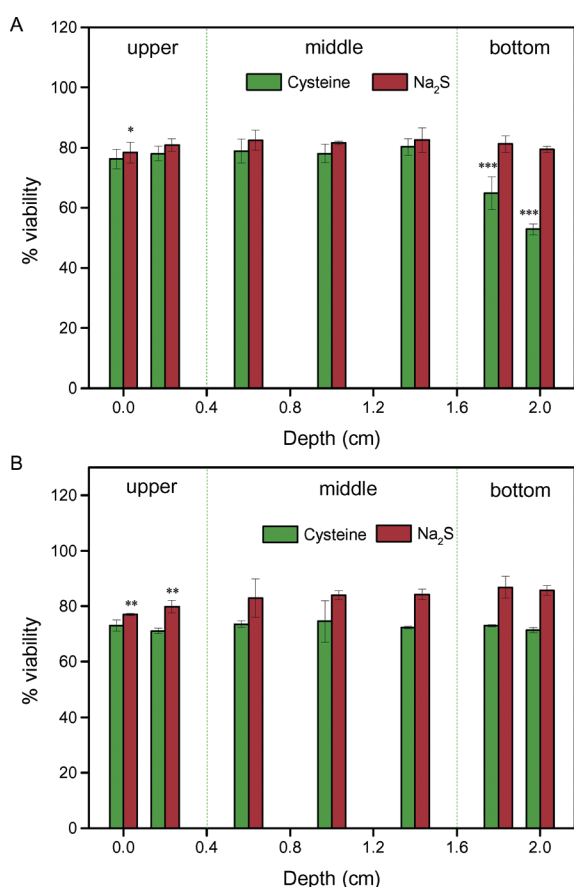 A
120
100
80
60
40
20
0
% viability
upper
middle
bottom
Cysteine
Na₂S
*
***
***
0.0
0.4
0.8
1.2
1.6
2.0
Depth (cm)
B
120
100
80
60
40
20
0
% viability
upper
middle
bottom
Cysteine
Na₂S
**
**
0.0
0.4
0.8
1.2
1.6
2.0
Depth (cm)